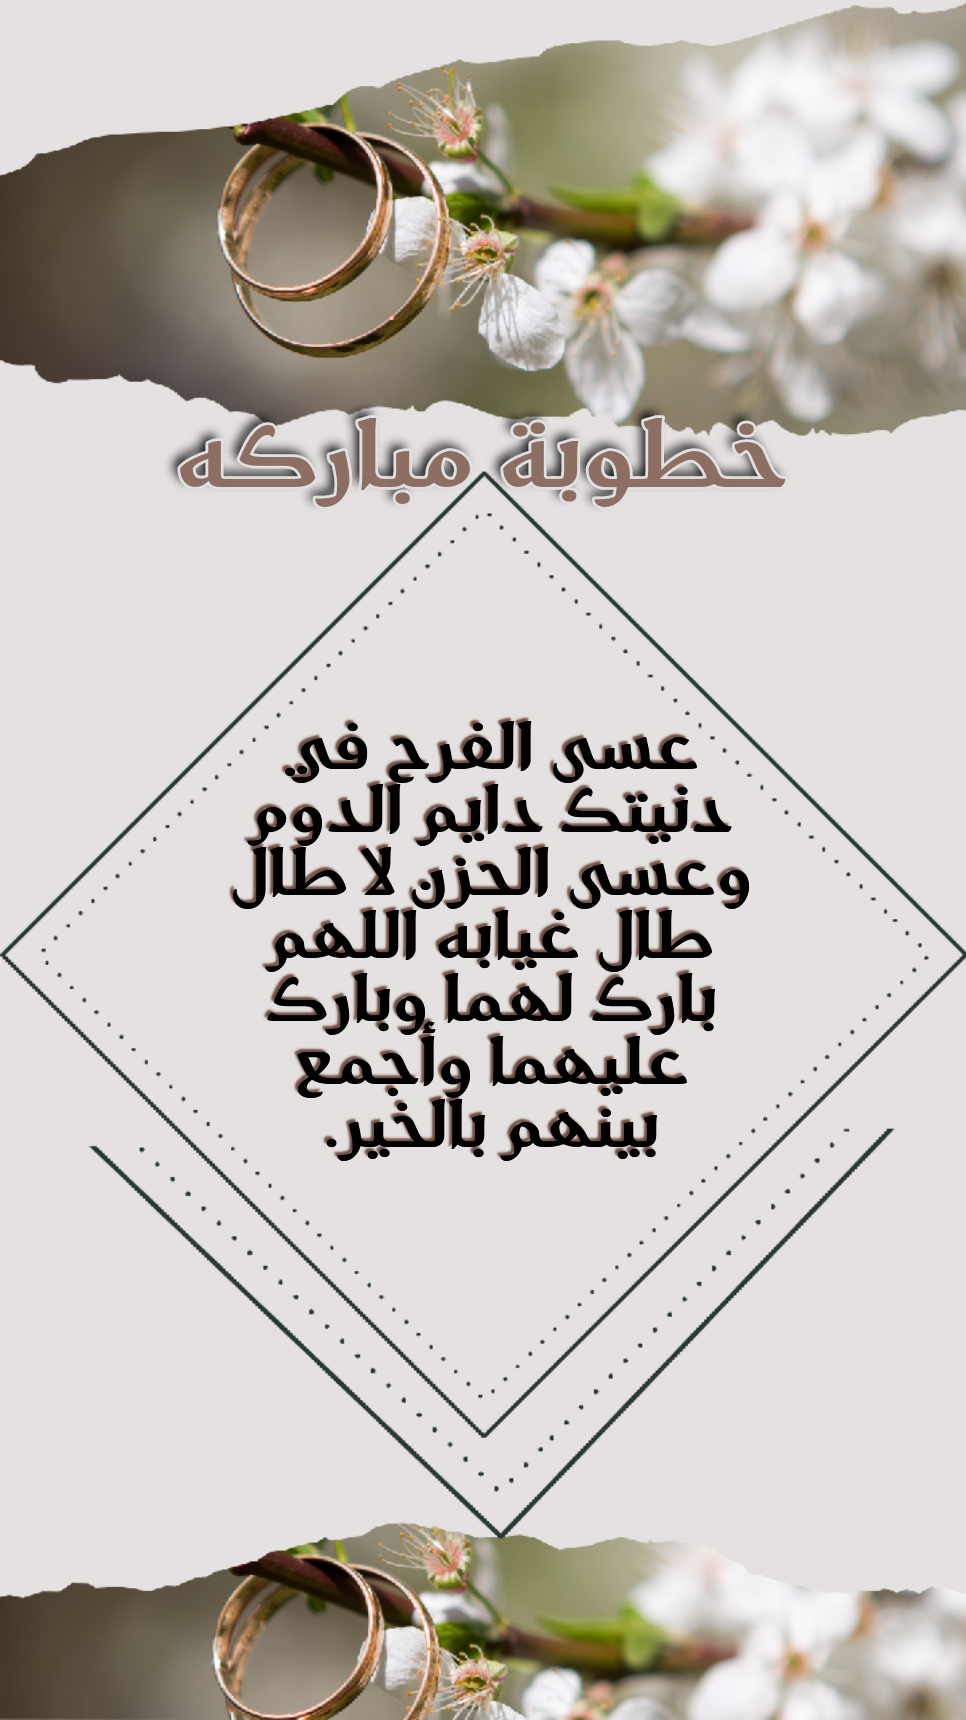 خطوبة مباركه
عسى الفرح في
دنيتك دايم الدوم
وعسى الحزن لا طال
طال غيابه اللهم
بارك لهما وبارك
عليهما وأجمع
بينهم بالخير.